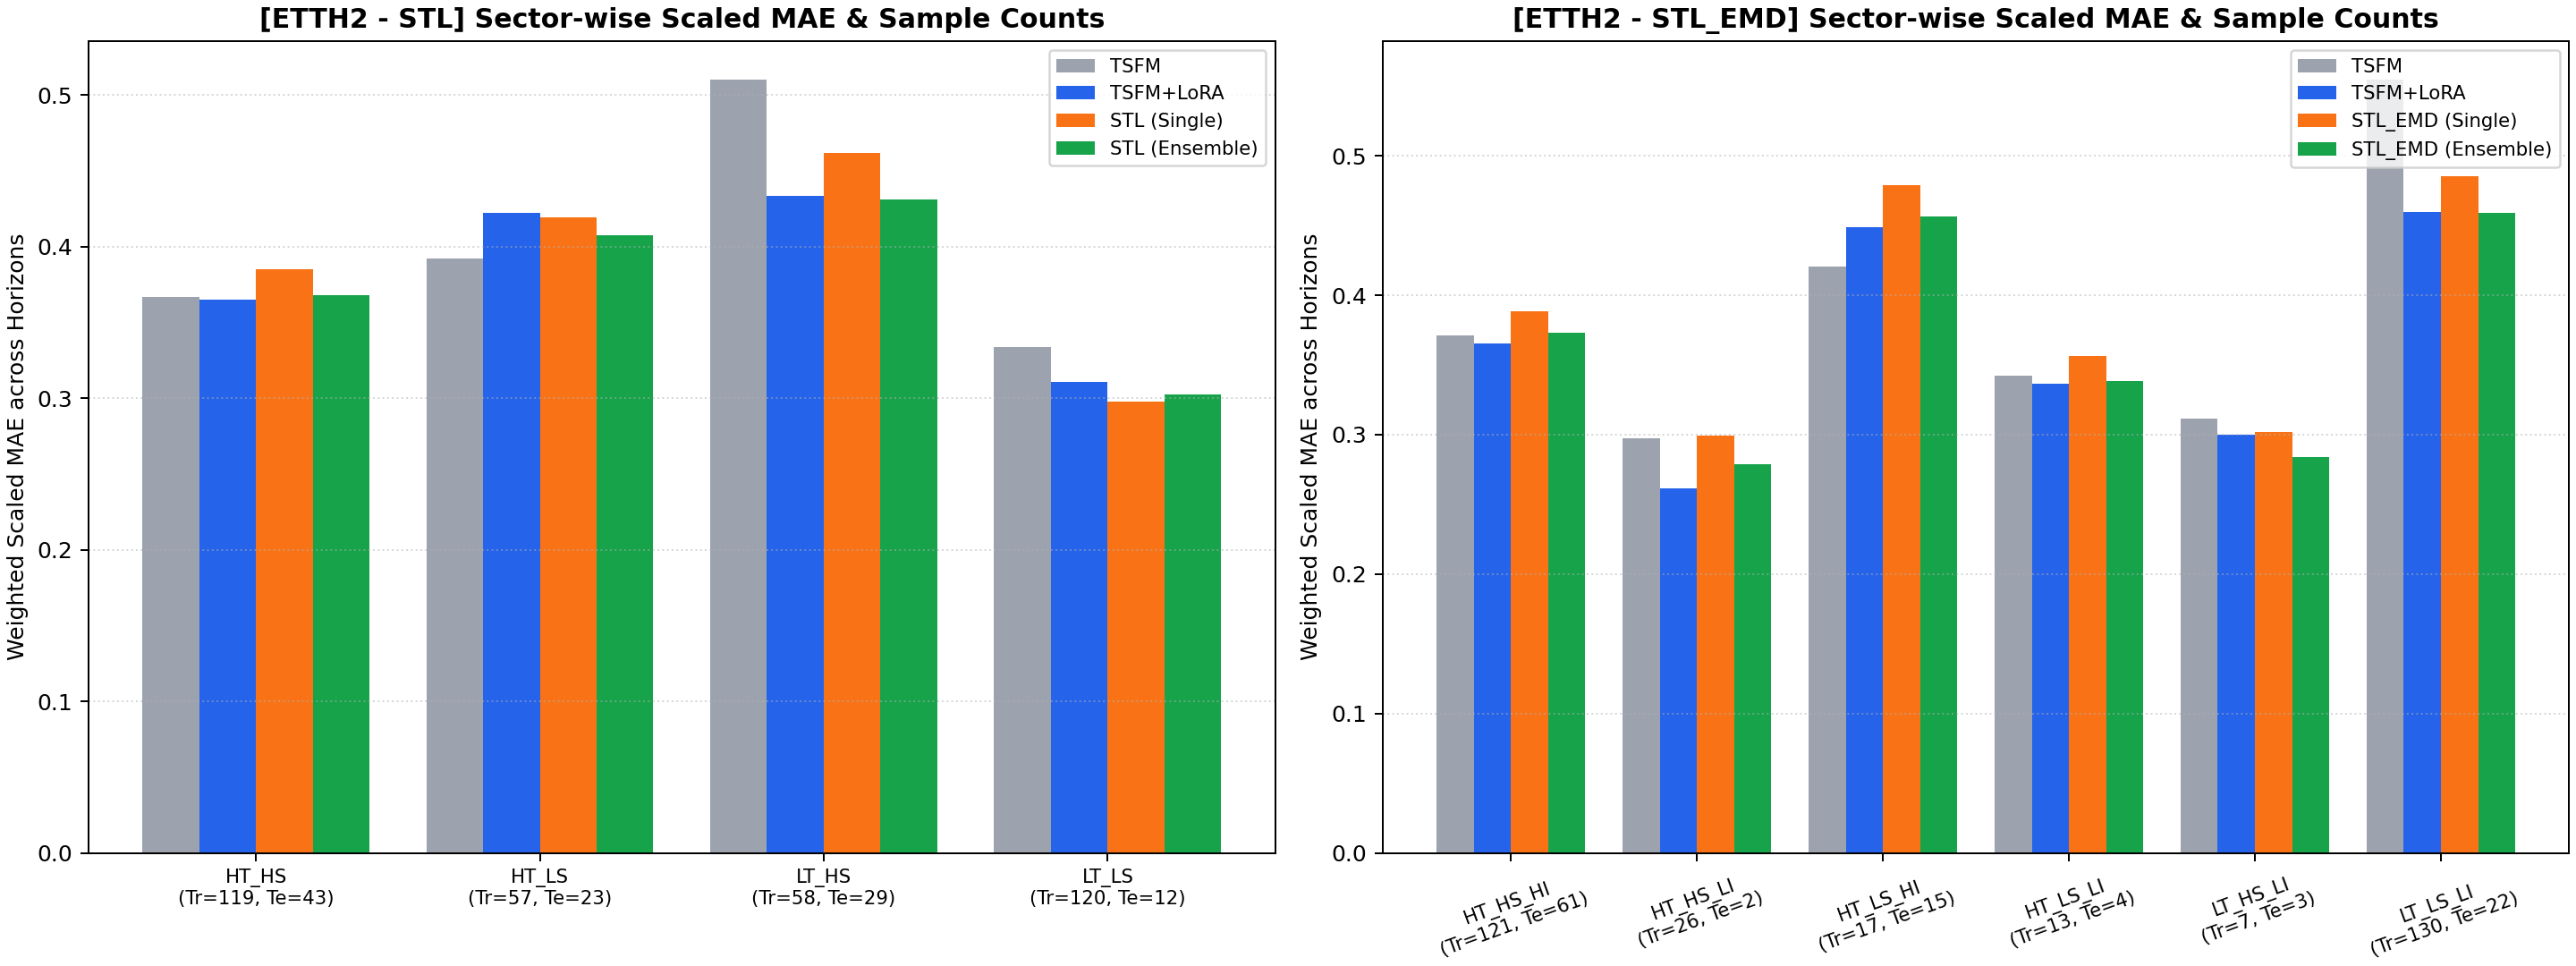 [ETTH2 - STL] Sector-wise Scaled MAE & Sample Counts
Weighted Scaled MAE across Horizons
0.5
0.4
0.3
0.2
0.1
0.0
TSFM
TSFM+LoRA
STL (Single)
STL (Ensemble)
HT_HS
(Tr=119, Te=43)
HT_LS
(Tr=57, Te=23)
LT_HS
(Tr=58, Te=29)
LT_LS
(Tr=120, Te=12)
[ETTH2 - STL_EMD] Sector-wise Scaled MAE & Sample Counts
Weighted Scaled MAE across Horizons
0.5
0.4
0.3
0.2
0.1
0.0
TSFM
TSFM+LoRA
STL_EMD (Single)
STL_EMD (Ensemble)
HT_HS_HI
(Tr=121, Te=61)
HT_HS_LI
(Tr=26, Te=2)
HT_LS_HI
(Tr=17, Te=15)
HT_LS_LI
(Tr=13, Te=4)
LT_HS_LI
(Tr=7, Te=3)
LT_LS_LI
(Tr=130, Te=22)